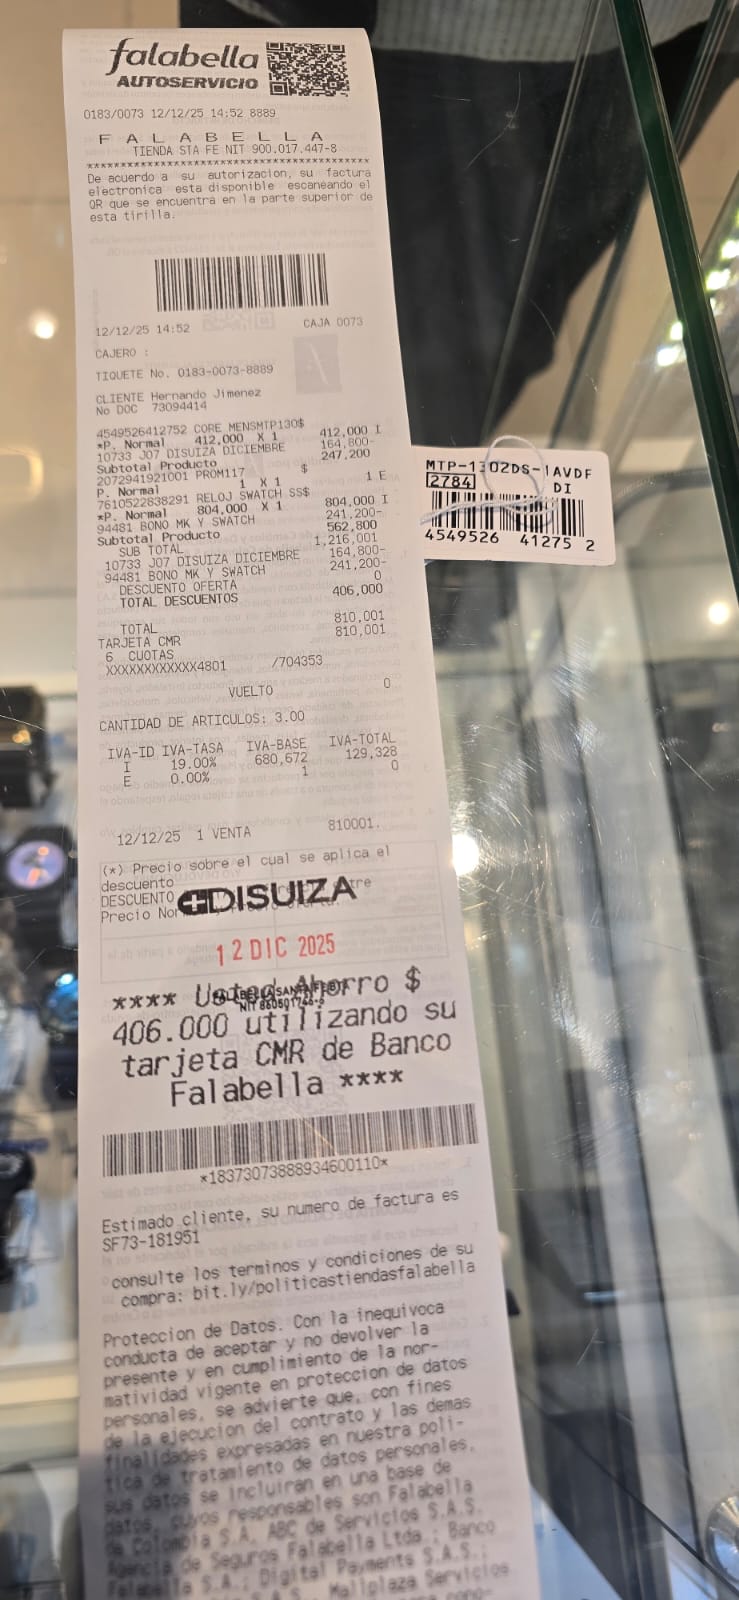 falabella
AUTOSERVICIO
0183/0073 12/12/25 14:52 8889
F A L A B E L L A
TIENDA STA FE NIT 900.017.447-8
****************************************
De acuerdo a su autorizacion, su factura
electronica esta disponible escaneando el
QR que se encuentra en la parte superior de
esta tirilla.
12/12/25 14:52 CAJA 0073
CAJERO :
TIQUETE No. 0183-0073-8889
CLIENTE Hernando Jimenez
No DOC 73094414
4549526412752 CORE MENSMTP130$ 412,000 I
*P. Normal 412,000 X 1
10733 J07 DISUIZA DICIEMBRE 164,800-
Subtotal Producto 247,200
2072941921001 PROM117 $ 1 E
P. Normal 1 X 1
7610522838291 RELOJ SWATCH SS$ 804,000 I
*P. Normal 804,000 X 1
94481 BONO MK Y SWATCH 241,200-
Subtotal Producto 562,800
SUB TOTAL 1,216,001
10733 J07 DISUIZA DICIEMBRE 164,800-
94481 BONO MK Y SWATCH 241,200-
DESCUENTO OFERTA 0
TOTAL DESCUENTOS 406,000
TOTAL 810,001
TARJETA CMR 810,001
6 CUOTAS
XXXXXXXXXXXX4801 /704353
VUELTO 0
CANTIDAD DE ARTICULOS: 3.00
IVA-ID IVA-TASA IVA-BASE IVA-TOTAL
I 19.00% 680,672 129,328
E 0.00% 1 0
12/12/25 1 VENTA 810001.
(*) Precio sobre el cual se aplica el
descuento
DESCUENTO
Precio
DISUIZA
12 DIC 2025
**** Usted Ahorro $
406.000 utilizando su
tarjeta CMR de Banco
Falabella ****
*18373073888934600110*
Estimado cliente, su numero de factura es
SF73-181951
consulte los terminos y condiciones de su
compra: bit.ly/politicastiendasfalabella
Proteccion de Datos. Con la inequivoca
conducta de aceptar y no devolver la
presente y en cumplimiento de la nor-
matividad vigente en proteccion de datos
personales, se advierte que, con fines
de la ejecucion del contrato y las demas
finalidades expresadas en nuestra poli-
tica de tratamiento de datos personales,
sus datos se incluiran en una base de
datos, cuyos responsables son Falabella
de Colombia S.A. ABC de Servicios S.A.S.
Agencia de Seguros Falabella Ltda.; Banco
Falabella S.A.; Digital Payments S.A.S.;
Mallplaza Servicios
MTP-1302DS-1AVDF
2784 DI
4549526 41275 2